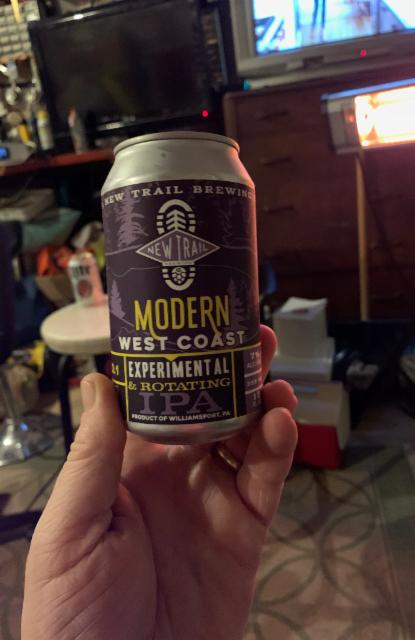 NEW TRAIL BREWING
NEW TRAIL
MODERN
WEST COAST
EXPERIMENTAL
& ROTATING
IPA
PRODUCT OF WILLIAMSPORT, PA